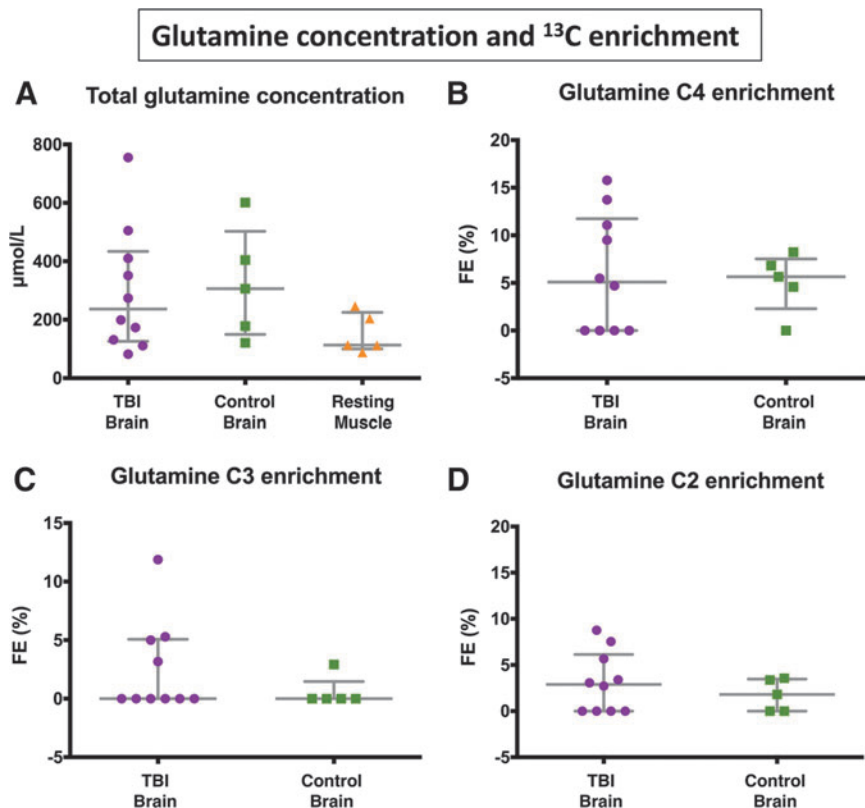 Glutamine concentration and ¹³C enrichment
A
Total glutamine concentration
µmol/L
800
600
400
200
0
TBI
Brain
Control
Brain
Resting
Muscle
B
Glutamine C4 enrichment
FE (%)
20
15
10
5
0
-5
TBI
Brain
Control
Brain
C
Glutamine C3 enrichment
FE (%)
15
10
5
0
-5
TBI
Brain
Control
Brain
D
Glutamine C2 enrichment
FE (%)
20
15
10
5
0
-5
TBI
Brain
Control
Brain